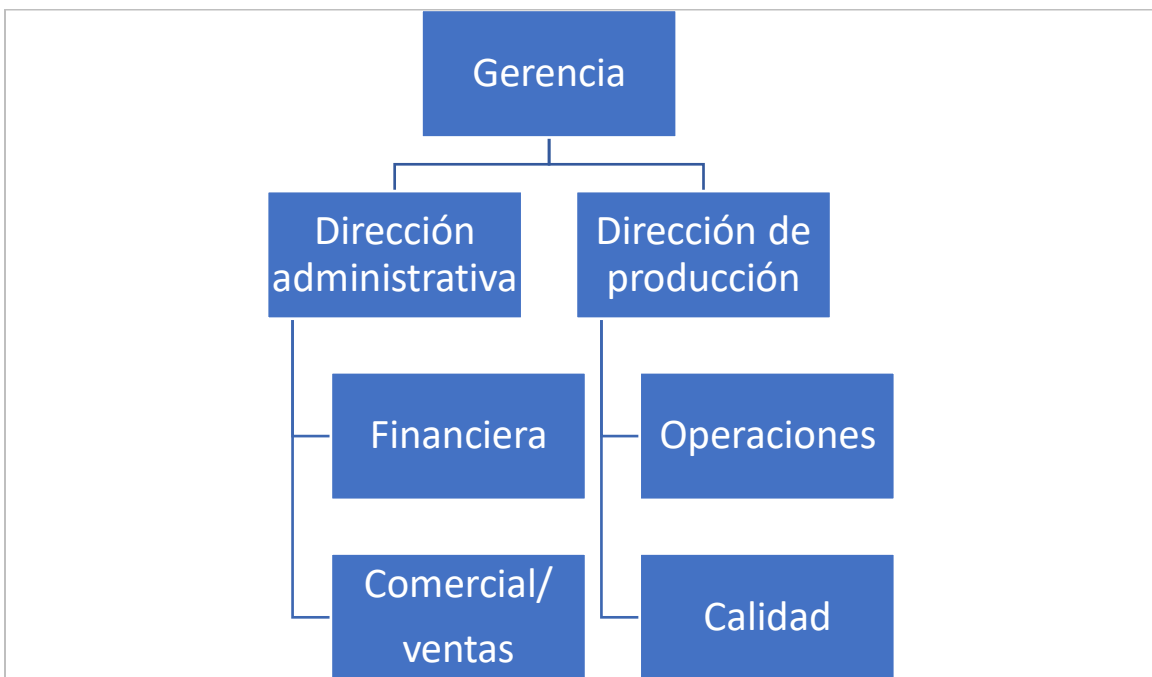 Gerencia
Dirección
administrativa
Dirección de
producción
Financiera
Operaciones
Comercial/
ventas
Calidad